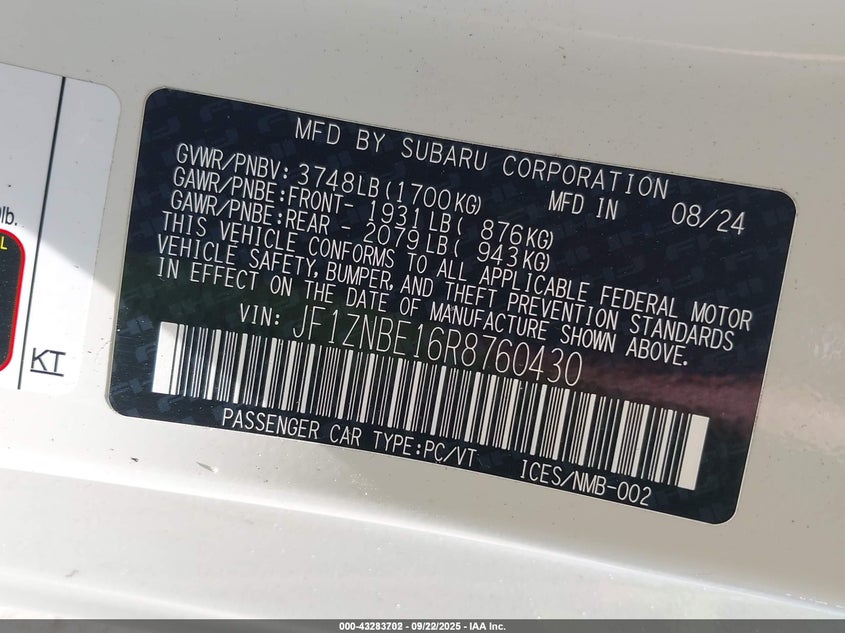 MFD BY SUBARU CORPORATION
GVWR/PNBV: 3748LB(1700KG) MFD IN 08/24
GAWR/PNBE:FRONT- 1931LB( 876KG)
GAWR/PNBE:REAR - 2079LB( 943KG)
THIS VEHICLE CONFORMS TO ALL APPLICABLE FEDERAL MOTOR
VEHICLE SAFETY, BUMPER, AND THEFT PREVENTION STANDARDS
IN EFFECT ON THE DATE OF MANUFACTURE SHOWN ABOVE.
VIN: JF1ZNBE16R8760430
PASSENGER CAR TYPE:PC/VT ICES/NMB-002
lb.
L
KT
000-43283702 - 09/22/2025 - IAA Inc.